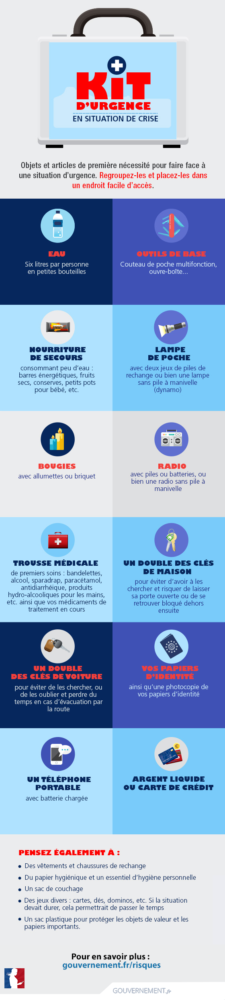 KiT
D'URGENCE
EN SITUATION DE CRISE
Objets et articles de première nécessité pour faire face à
une situation d'urgence. Regroupez-les et placez-les dans
un endroit facile d'accès.
EAU
Six litres par personne
en petites bouteilles
OUTILS DE BASE
Couteau de poche multifonction,
ouvre-boîte...
NOURRITURE
DE SECOURS
consommant peu d'eau :
barres énergétiques, fruits
secs, conserves, petits pots
pour bébé, etc.
LAMPE
DE POCHE
avec deux jeux de piles de
rechange ou bien une lampe
sans pile à manivelle
(dynamo)
BOUGIES
avec allumettes ou briquet
RADIO
avec piles ou batteries, ou
bien une radio sans pile à
manivelle
TROUSSE MÉDICALE
de premiers soins : bandelettes,
alcool, sparadrap, paracétamol,
antidiarrhéique, produits
hydro-alcooliques pour les mains,
etc. ainsi que vos médicaments de
traitement en cours
UN DOUBLE DES CLÉS
DE MAISON
pour éviter d'avoir à les
chercher et risquer de laisser
sa porte ouverte ou de se
retrouver bloqué dehors
ensuite
UN DOUBLE
DES CLÉS DE VOITURE
pour éviter de les chercher, ou
de les oublier et perdre du
temps en cas d'évacuation par
la route
VOS PAPIERS
D'IDENTITÉ
ainsi qu'une photocopie de
vos papiers d'identité
UN TÉLÉPHONE
PORTABLE
avec batterie chargée
ARGENT LIQUIDE
OU CARTE DE CRÉDIT
PENSEZ ÉGALEMENT À :
• Des vêtements et chaussures de rechange
• Du papier hygiénique et un essentiel d'hygiène personnelle
• Un sac de couchage
• Des jeux divers : cartes, dés, dominos, etc. Si la situation
devait durer, cela permettrait de passer le temps
• Un sac plastique pour protéger les objets de valeur et les
papiers importants.
Pour en savoir plus :
gouvernement.fr/risques
GOUVERNEMENT.fr